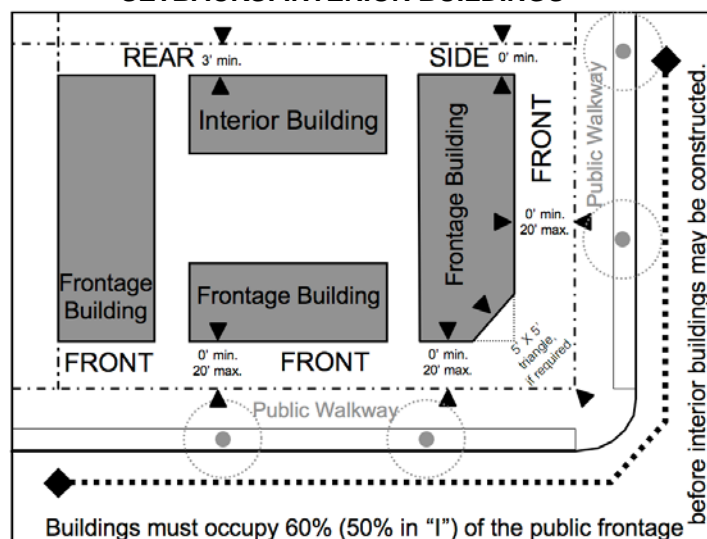 REAR 3' min.
SIDE 0' min.
Interior Building
Frontage Building
FRONT
Public Walkway
0' min.
20' max.
Frontage
Building
Frontage Building
5' X 5'
triangle,
if required.
FRONT
0' min.
20' max.
FRONT
0' min.
20' max.
Public Walkway
Buildings must occupy 60% (50% in “I”) of the public frontage
before interior buildings may be constructed.